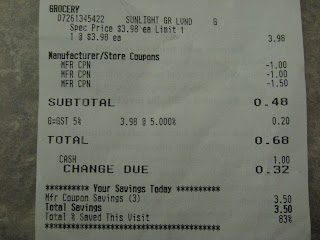 GROCERY
07261345422 SUNLIGHT GR LVND G
Spec Price $3.98 ea Limit 1
1 @ $3.98 ea 3.98
Manufacturer/Store Coupons
MFR CPN -1.00
MFR CPN -1.00
MFR CPN -1.50
SUBTOTAL 0.48
G=GST 5% 3.98 @ 5.000% 0.20
TOTAL 0.68
CASH 1.00
CHANGE DUE 0.32
********** Your Savings Today **********
Mfr Coupon Savings (3) 3.50
Total Savings 3.50
Total % Saved This Visit 83%
****************************************